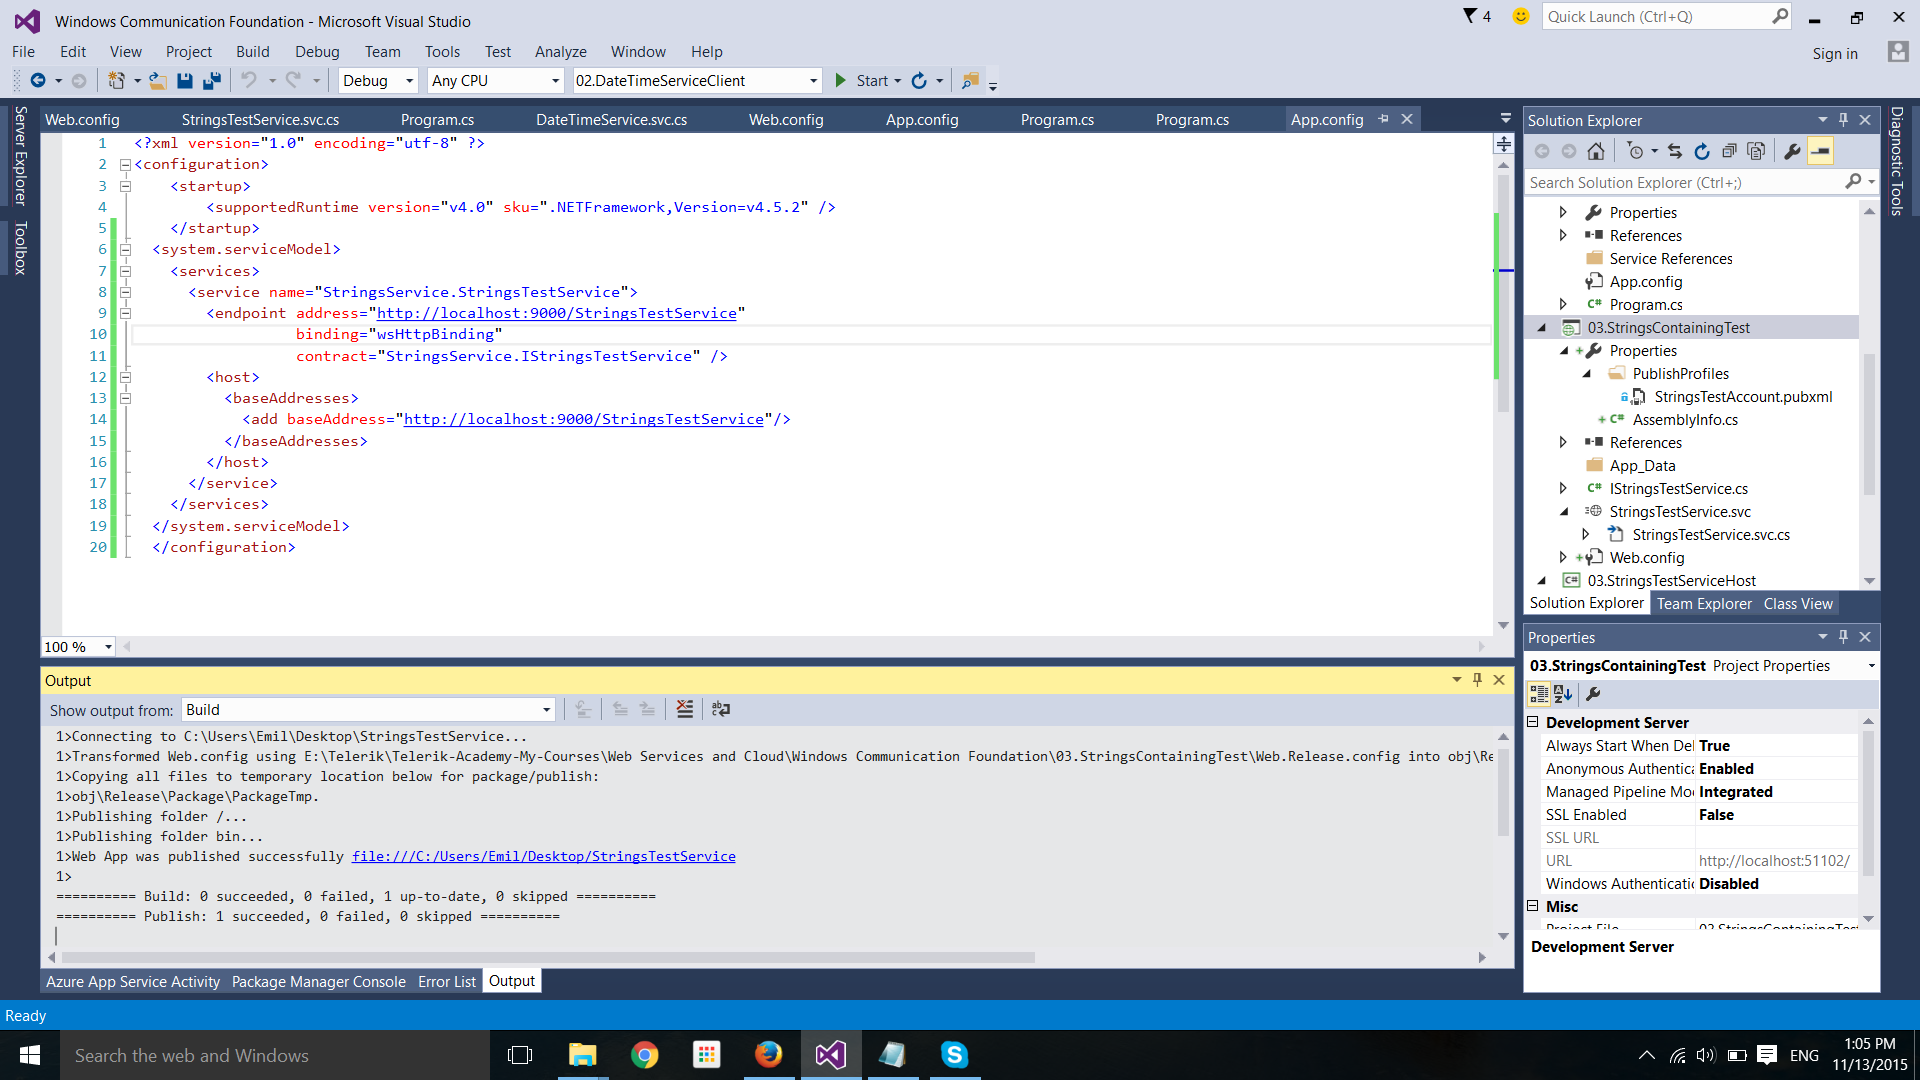 Windows Communication Foundation - Microsoft Visual Studio
4
Quick Launch (Ctrl+Q)
File Edit View Project Build Debug Team Tools Test Analyze Window Help
Sign in
Debug Any CPU 02.DateTimeServiceClient Start
Server Explorer
Toolbox
Web.config StringsTestService.svc.cs Program.cs DateTimeService.svc.cs Web.config App.config Program.cs Program.cs App.config
1 <?xml version="1.0" encoding="utf-8" ?>
2 <configuration>
3 <startup>
4 <supportedRuntime version="v4.0" sku=".NETFramework,Version=v4.5.2" />
5 </startup>
6 <system.serviceModel>
7 <services>
8 <service name="StringsService.StringsTestService">
9 <endpoint address="http://localhost:9000/StringsTestService"
10 binding="wsHttpBinding"
11 contract="StringsService.IStringsTestService" />
12 <host>
13 <baseAddresses>
14 <add baseAddress="http://localhost:9000/StringsTestService"/>
15 </baseAddresses>
16 </host>
17 </service>
18 </services>
19 </system.serviceModel>
20 </configuration>
100 %
Output
Show output from: Build
1>Connecting to C:\Users\Emil\Desktop\StringsTestService...
1>Transformed Web.config using E:\Telerik\Telerik-Academy-My-Courses\Web Services and Cloud\Windows Communication Foundation\03.StringsContainingTest\Web.Release.config into obj\Re
1>Copying all files to temporary location below for package/publish:
1>obj\Release\Package\PackageTmp.
1>Publishing folder /...
1>Publishing folder bin...
1>Web App was published successfully file:///C:/Users/Emil/Desktop/StringsTestService
1>
========== Build: 0 succeeded, 0 failed, 1 up-to-date, 0 skipped ==========
========== Publish: 1 succeeded, 0 failed, 0 skipped ==========
Azure App Service Activity Package Manager Console Error List Output
Solution Explorer
Search Solution Explorer (Ctrl+;)
Properties
References
Service References
App.config
C# Program.cs
03.StringsContainingTest
Properties
PublishProfiles
StringsTestAccount.pubxml
C# AssemblyInfo.cs
References
App_Data
C# IStringsTestService.cs
StringsTestService.svc
StringsTestService.svc.cs
Web.config
C# 03.StringsTestServiceHost
Solution Explorer Team Explorer Class View
Properties
03.StringsContainingTest Project Properties
Development Server
Always Start When Del True
Anonymous Authentica Enabled
Managed Pipeline Mod Integrated
SSL Enabled False
SSL URL
URL http://localhost:51102/
Windows Authenticatio Disabled
Misc
Project File 03.StringsContainingTest
Development Server
Diagnostic Tools
Ready
Search the web and Windows
ENG
1:05 PM
11/13/2015